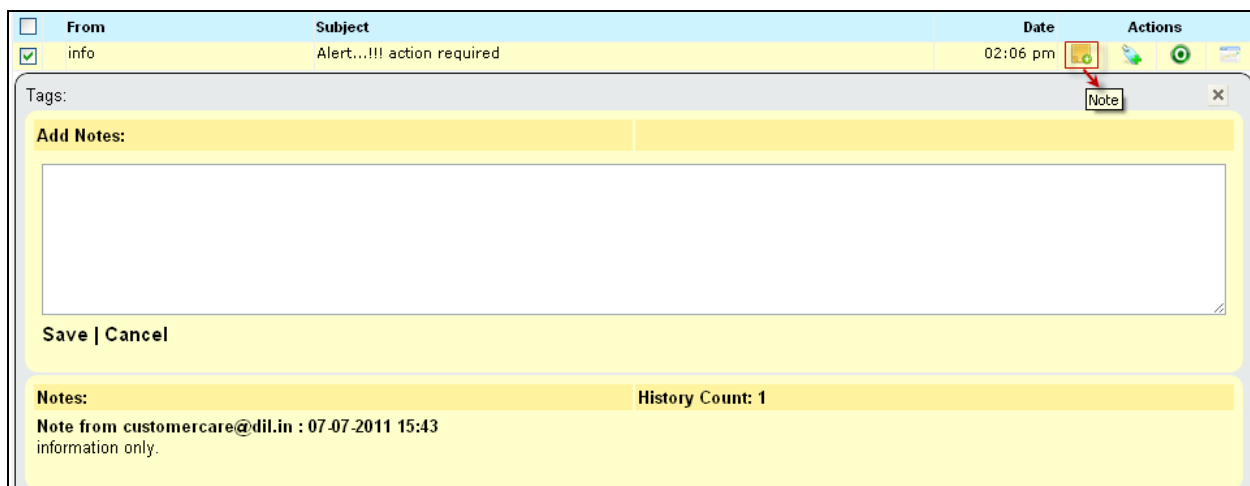 From Subject Date Actions
info Alert...!!! action required 02:06 pm
Note
Tags:
Add Notes:
Save | Cancel
Notes: History Count: 1
Note from customercare@dil.in : 07-07-2011 15:43
information only.